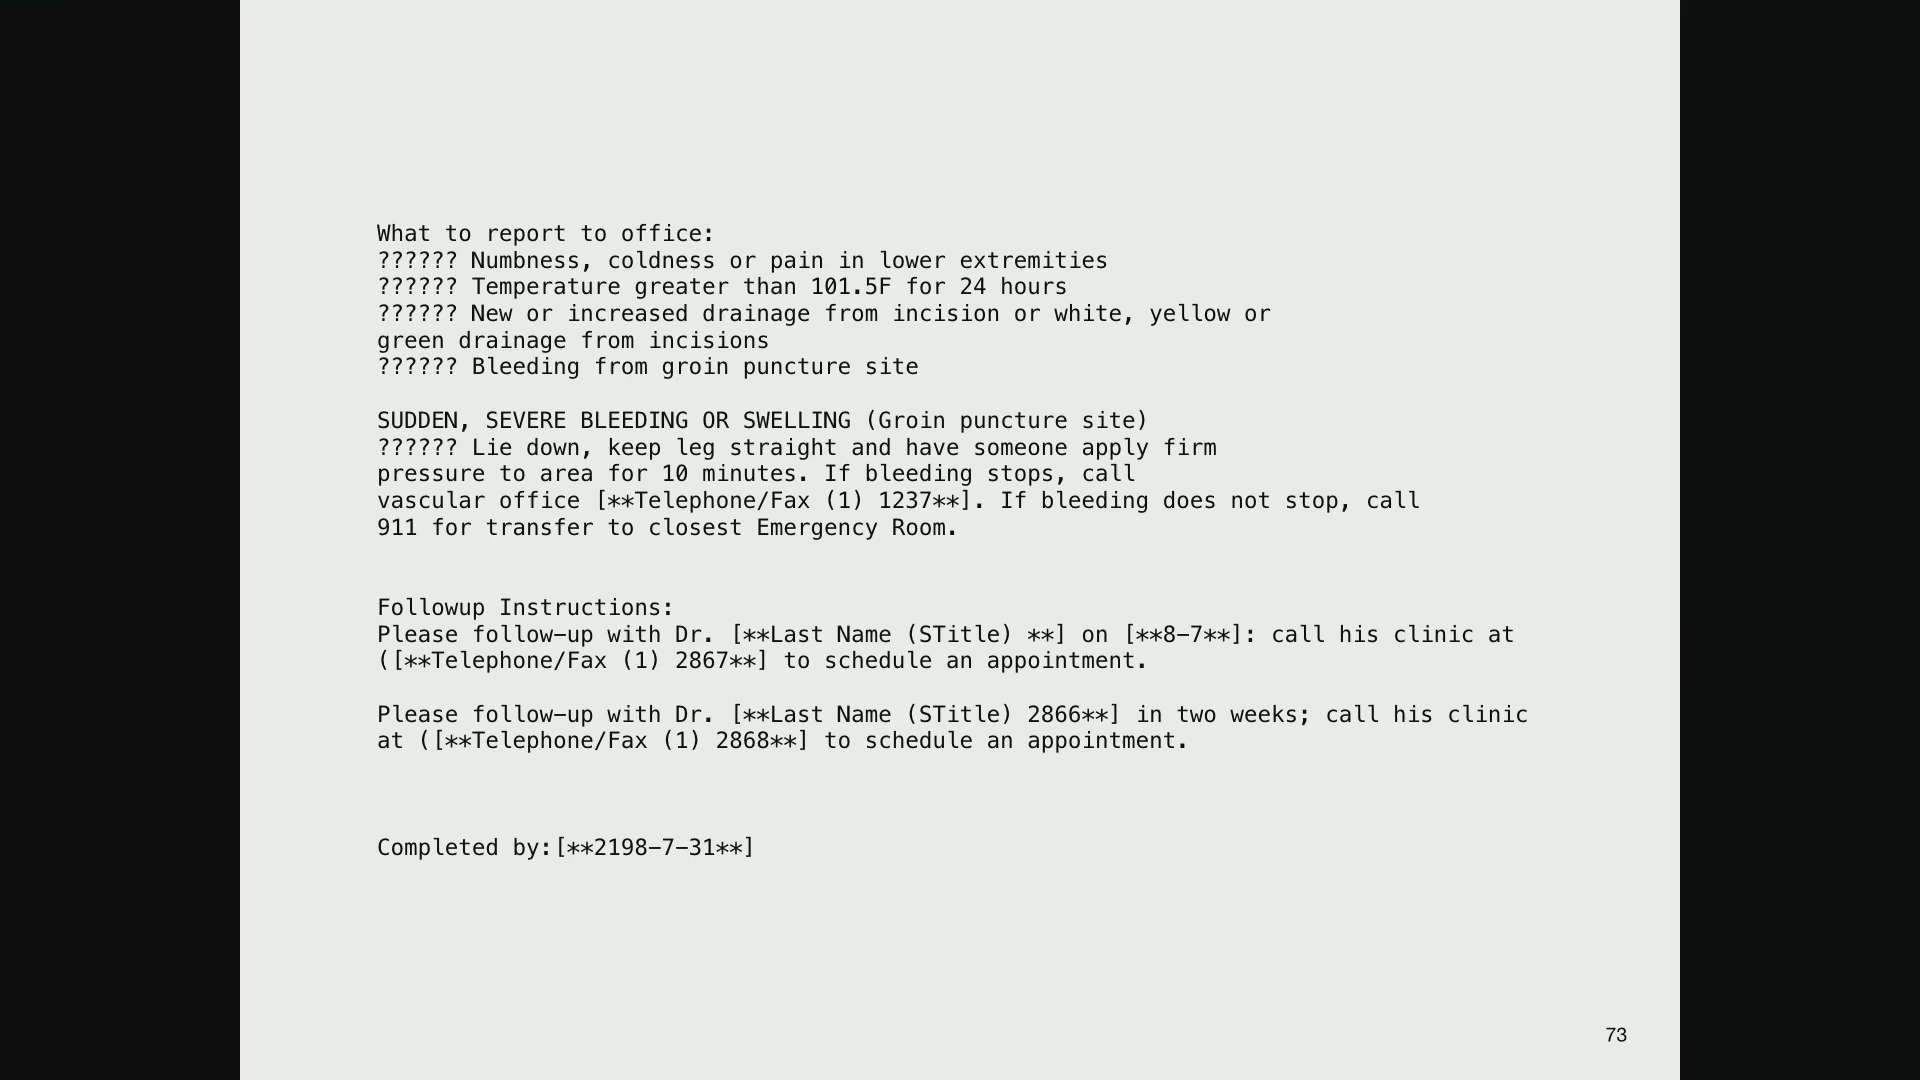 What to report to office:
?????? Numbness, coldness or pain in lower extremities
?????? Temperature greater than 101.5F for 24 hours
?????? New or increased drainage from incision or white, yellow or
green drainage from incisions
?????? Bleeding from groin puncture site
SUDDEN, SEVERE BLEEDING OR SWELLING (Groin puncture site)
?????? Lie down, keep leg straight and have someone apply firm
pressure to area for 10 minutes. If bleeding stops, call
vascular office [**Telephone/Fax (1) 1237**]. If bleeding does not stop, call
911 for transfer to closest Emergency Room.
Followup Instructions:
Please follow-up with Dr. [**Last Name (STitle) **] on [**8-7**]: call his clinic at
([**Telephone/Fax (1) 2867**] to schedule an appointment.
Please follow-up with Dr. [**Last Name (STitle) 2866**] in two weeks; call his clinic
at ([**Telephone/Fax (1) 2868**] to schedule an appointment.
Completed by:[**2198-7-31**]
73